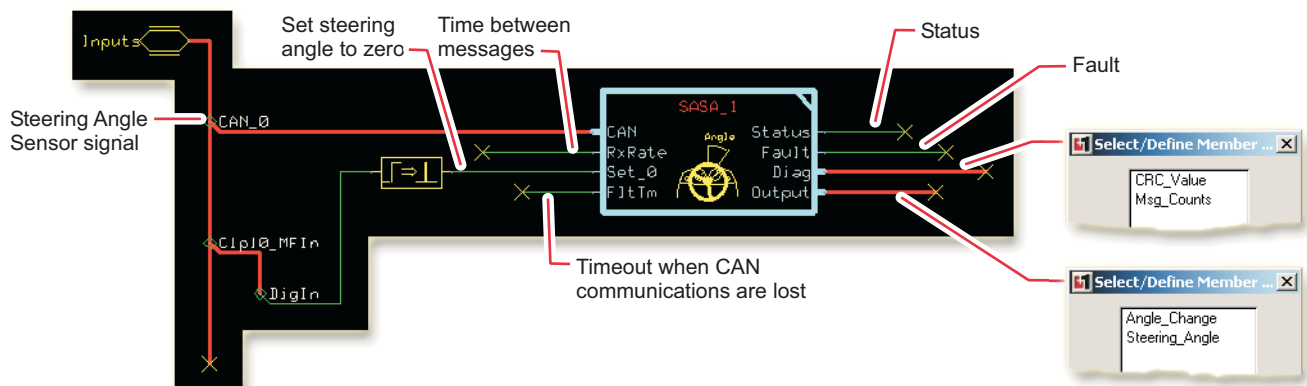 Inputs
Set steering
angle to zero
Time between
messages
Status
Fault
Steering Angle
Sensor signal
CAN_0
SASA_1
CAN
RxRate
Set_0
FltTm
Angle
Status
Fault
Diag
Output
C1p10_MFIn
DigIn
Timeout when CAN
communications are lost
Select/Define Member ...
CRC_Value
Msg_Counts
Select/Define Member ...
Angle_Change
Steering_Angle